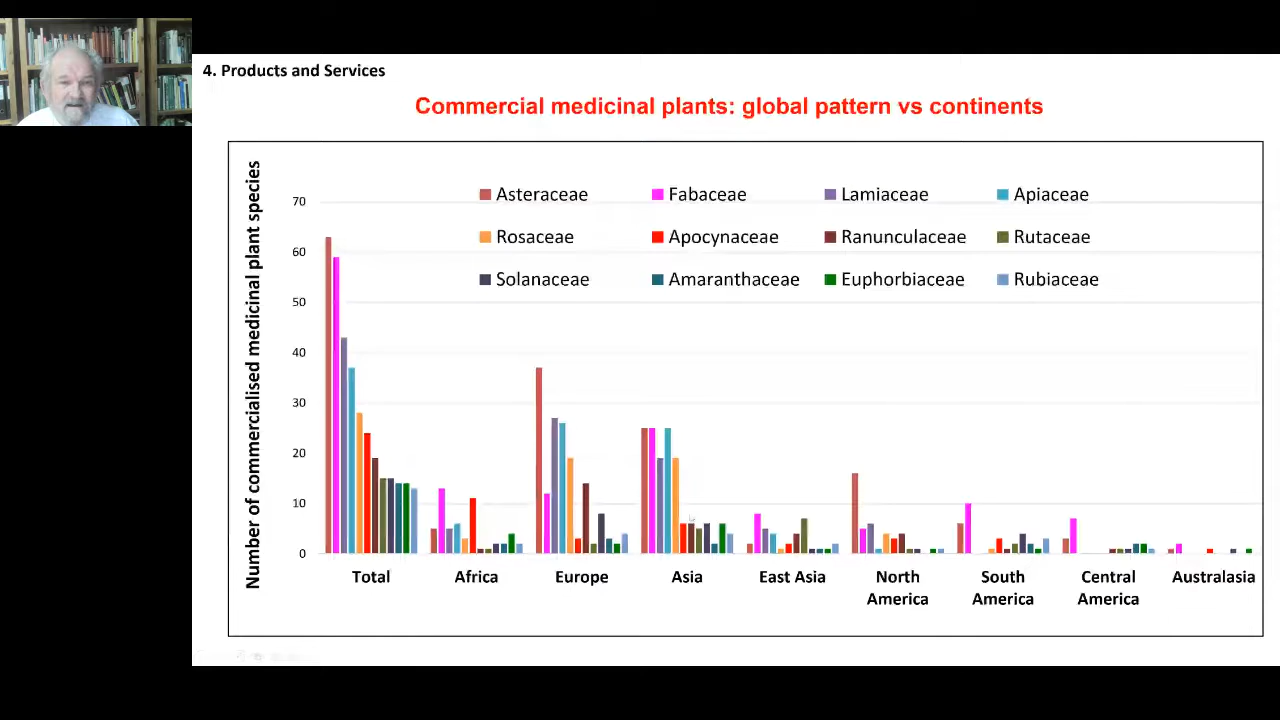 4. Products and Services
Commercial medicinal plants: global pattern vs continents
Number of commercialised medicinal plant species
70
60
50
40
30
20
10
0
Asteraceae Fabaceae Lamiaceae Apiaceae
Rosaceae Apocynaceae Ranunculaceae Rutaceae
Solanaceae Amaranthaceae Euphorbiaceae Rubiaceae
Total Africa Europe Asia East Asia North America South America Central America Australasia